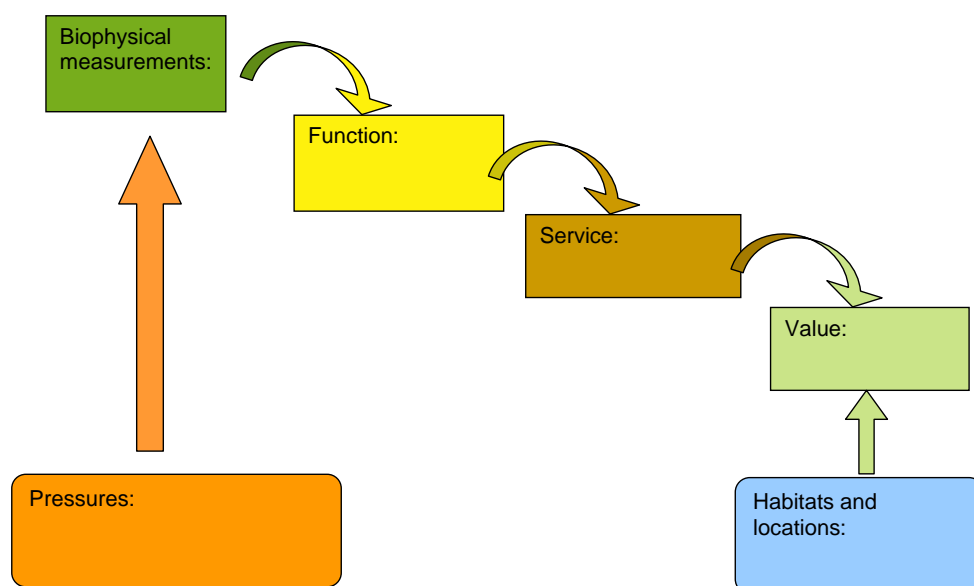 Biophysical
measurements:
Function:
Service:
Value:
Pressures:
Habitats and
locations: